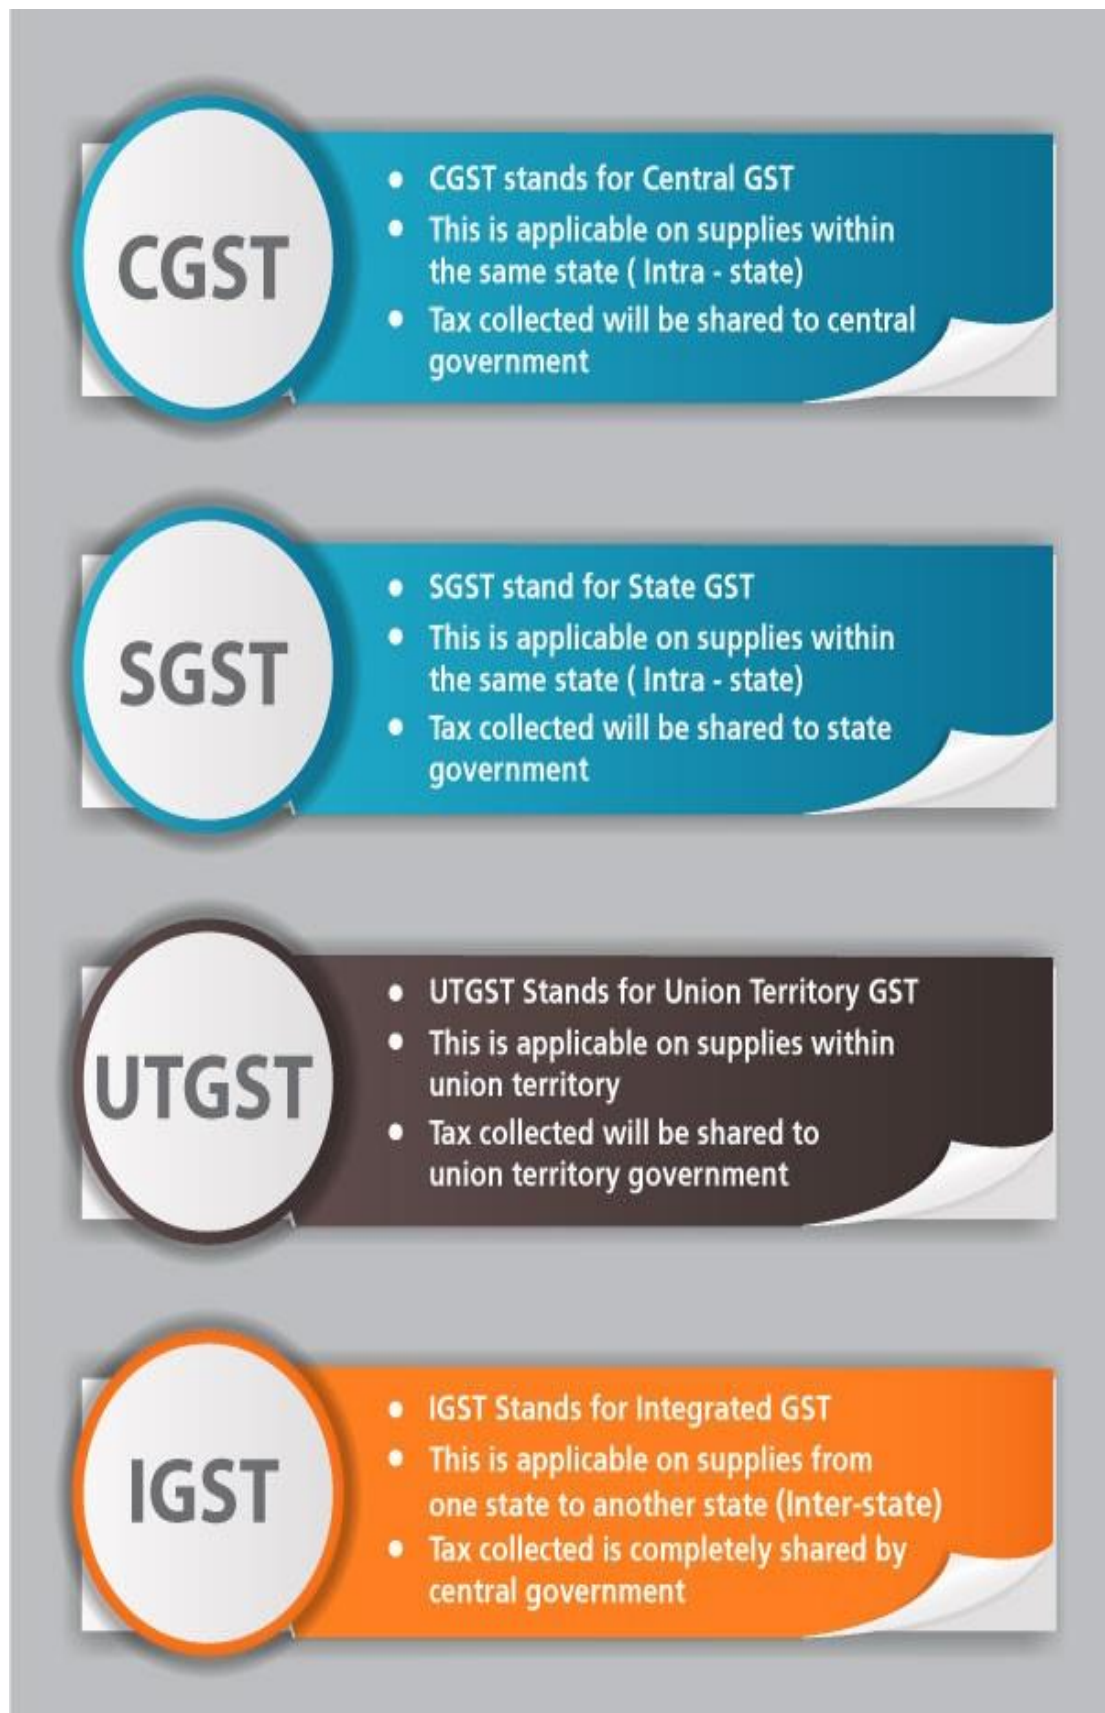 CGST
• CGST stands for Central GST
• This is applicable on supplies within
the same state ( Intra - state)
• Tax collected will be shared to central
government
SGST
• SGST stand for State GST
• This is applicable on supplies within
the same state ( Intra - state)
• Tax collected will be shared to state
government
UTGST
• UTGST Stands for Union Territory GST
• This is applicable on supplies within
union territory
• Tax collected will be shared to
union territory government
IGST
• IGST Stands for Integrated GST
• This is applicable on supplies from
one state to another state (Inter-state)
• Tax collected is completely shared by
central government